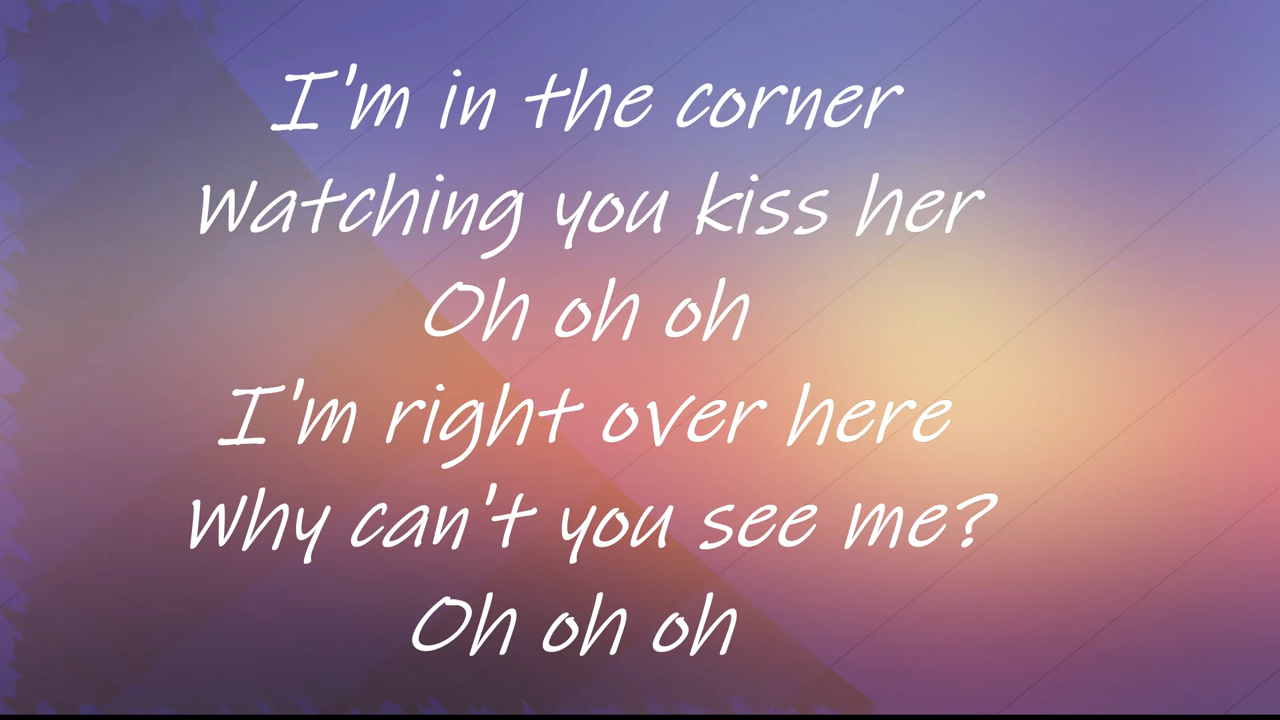 I'm in the corner
Watching you kiss her
Oh oh oh
I'm right over here
Why can't you see me?
Oh oh oh